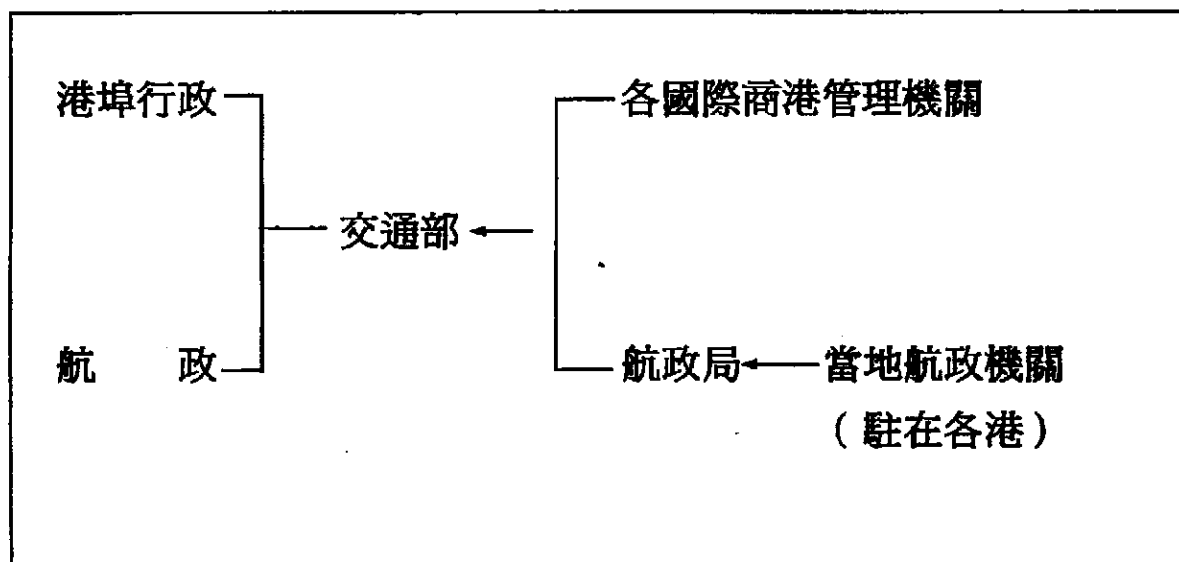 港埠行政
各國際商港管理機關
交通部
航政
航政局
當地航政機關
（駐在各港）